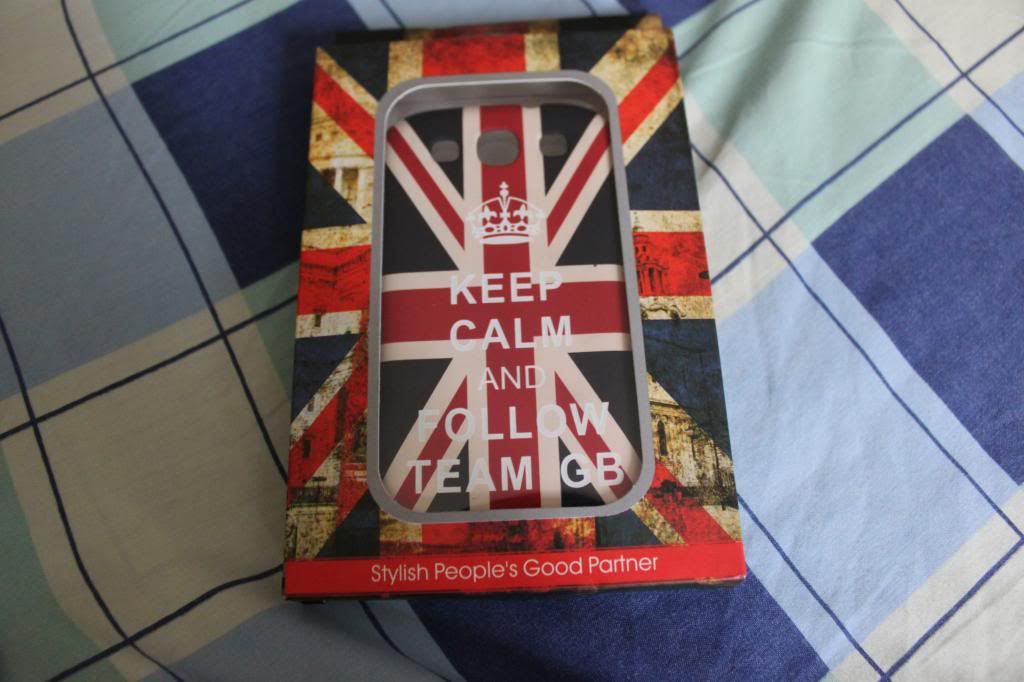 KEEP
CALM
AND
FOLLOW
TEAM GB
Stylish People's Good Partner